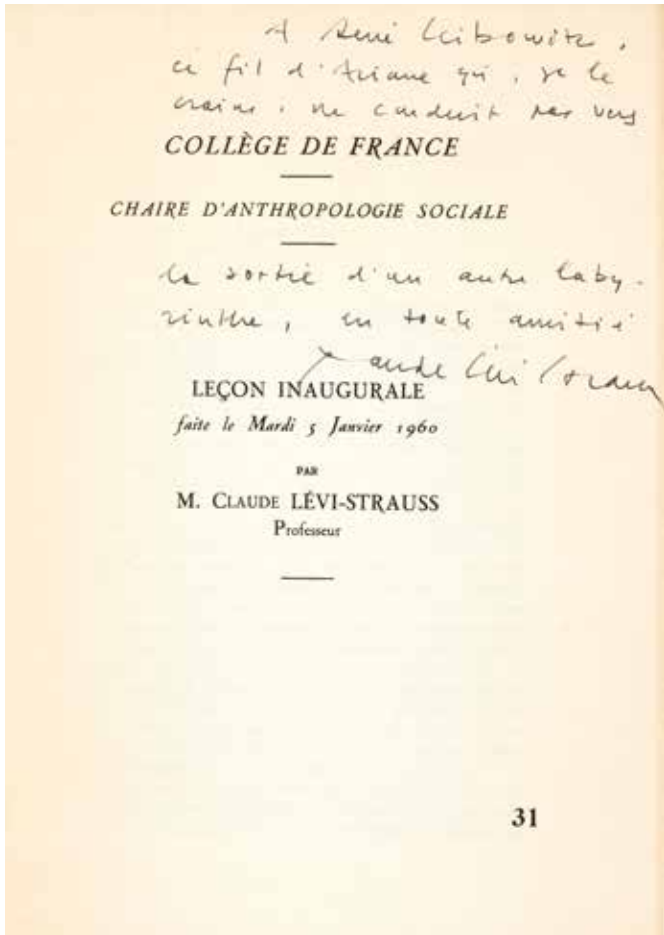 A René Leibowitz,
ce fil d'Ariane qui, je le
crains, ne conduit pas vers
COLLÈGE DE FRANCE
CHAIRE D'ANTHROPOLOGIE SOCIALE
la sortie d'un autre laby-
rinthe, en toute amitié
Claude Lévi-Strauss
LEÇON INAUGURALE
faite le Mardi 5 Janvier 1960
PAR
M. CLAUDE LÉVI-STRAUSS
Professeur
31